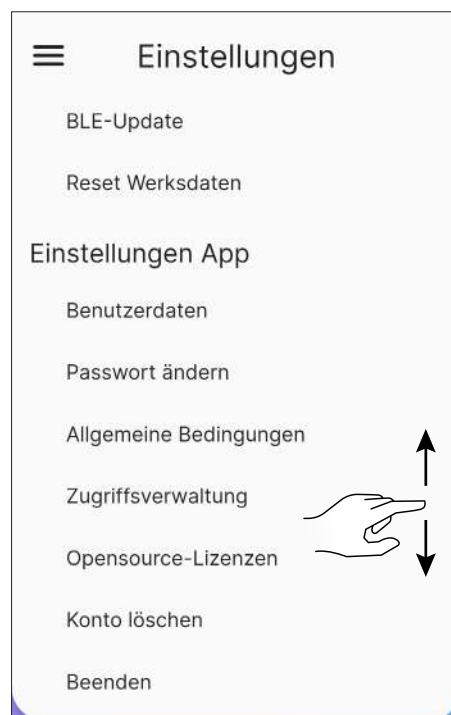 Einstellungen
BLE-Update
Reset Werksdaten
Einstellungen App
Benutzerdaten
Passwort ändern
Allgemeine Bedingungen
Zugriffsverwaltung
Opensource-Lizenzen
Konto löschen
Beenden